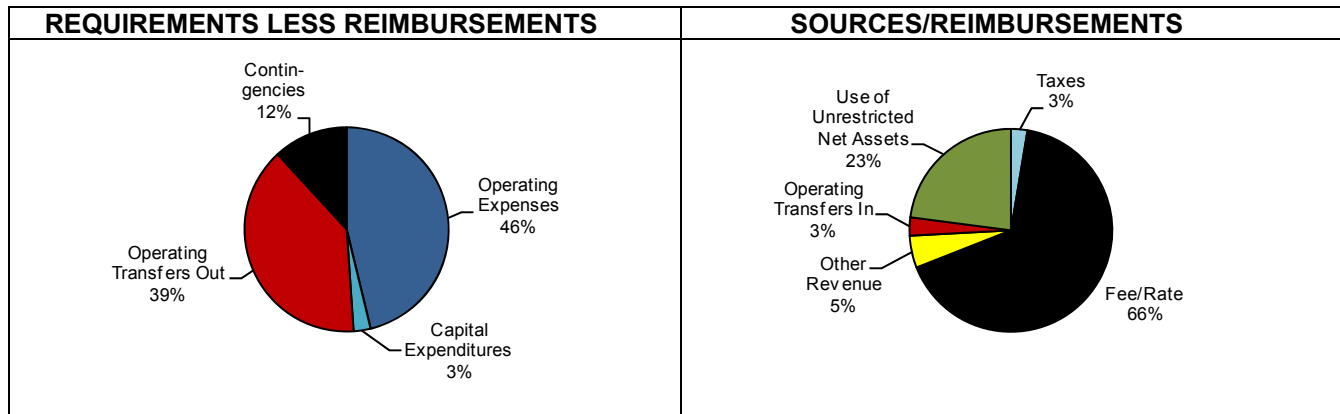 REQUIREMENTS LESS REIMBURSEMENTS
Contin-
gencies
12%
Operating
Expenses
46%
Operating
Transfers Out
39%
Capital
Expenditures
3%
SOURCES/REIMBURSEMENTS
Taxes
3%
Use of
Unrestricted
Net Assets
23%
Operating
Transfers In
3%
Other
Revenue
5%
Fee/Rate
66%